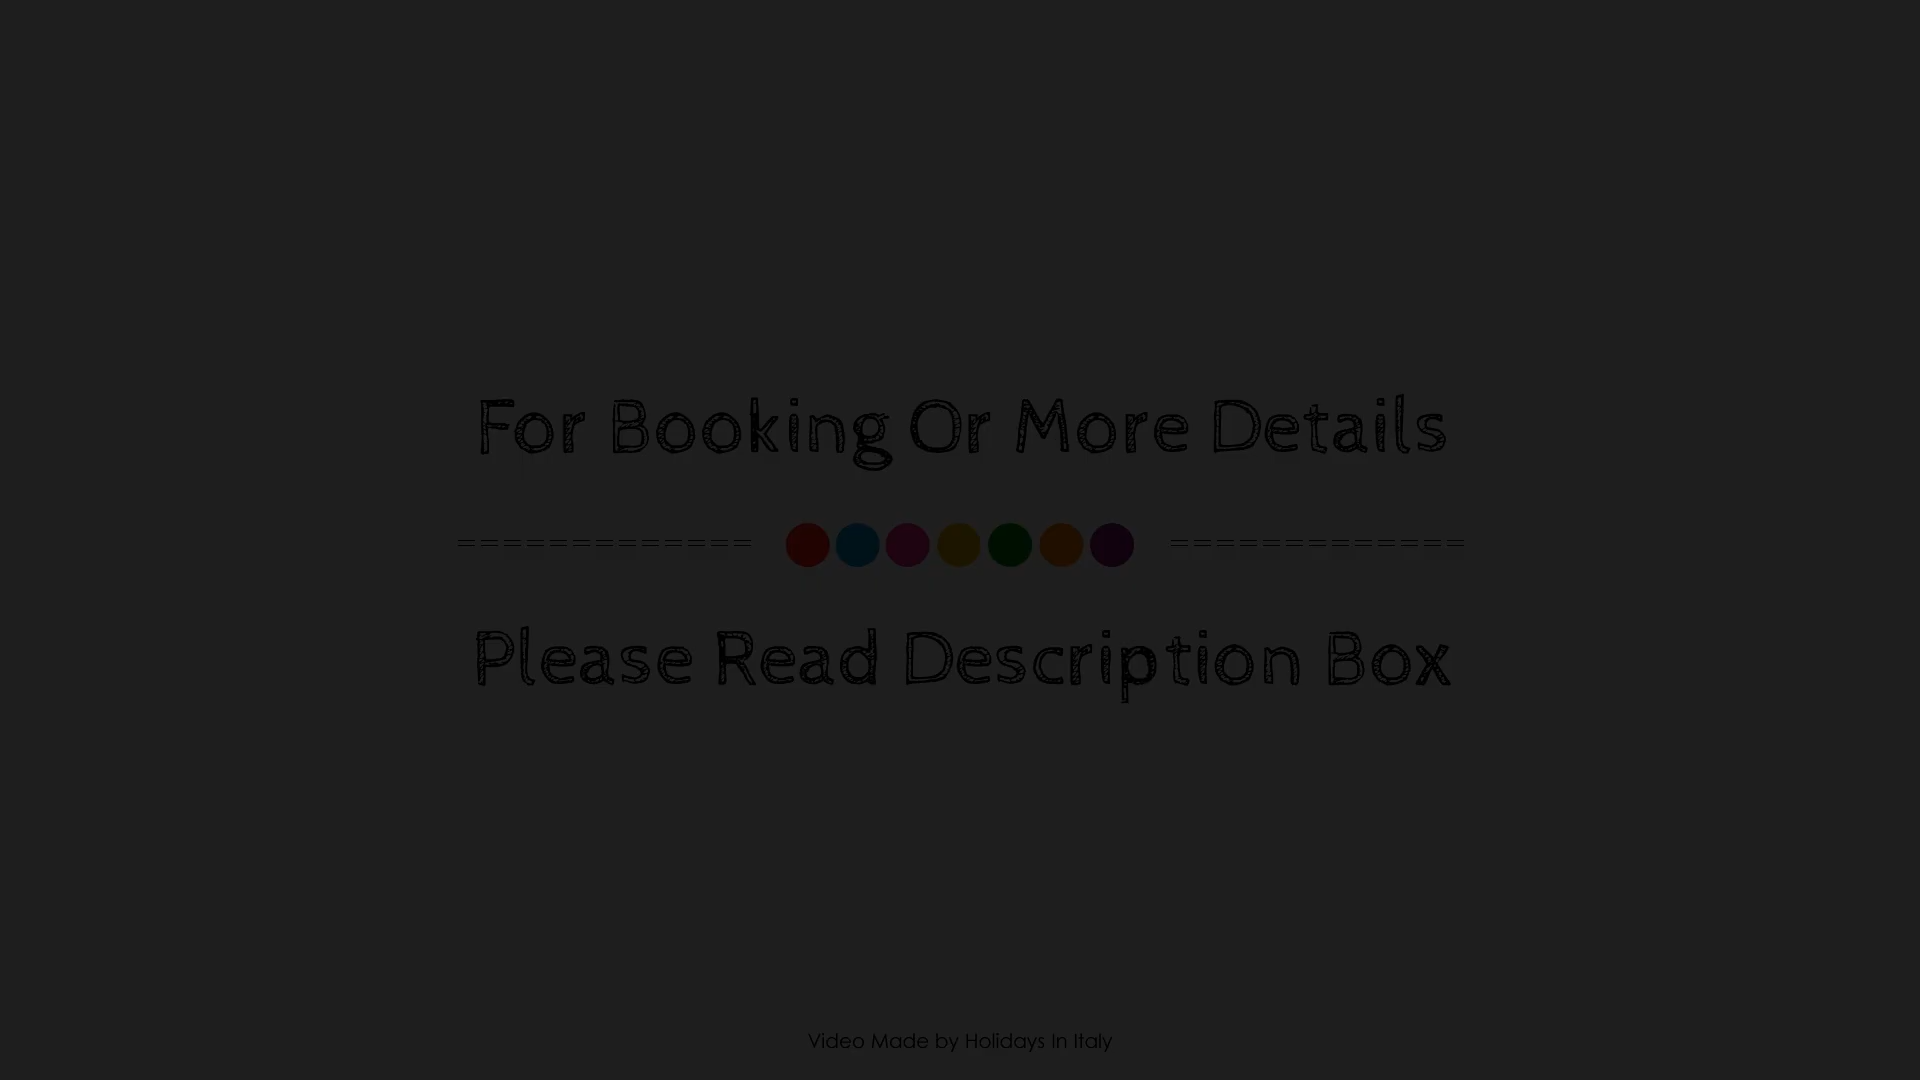 For Booking Or More Details
============= =============
Please Read Description Box
Video Made by Holidays In Italy